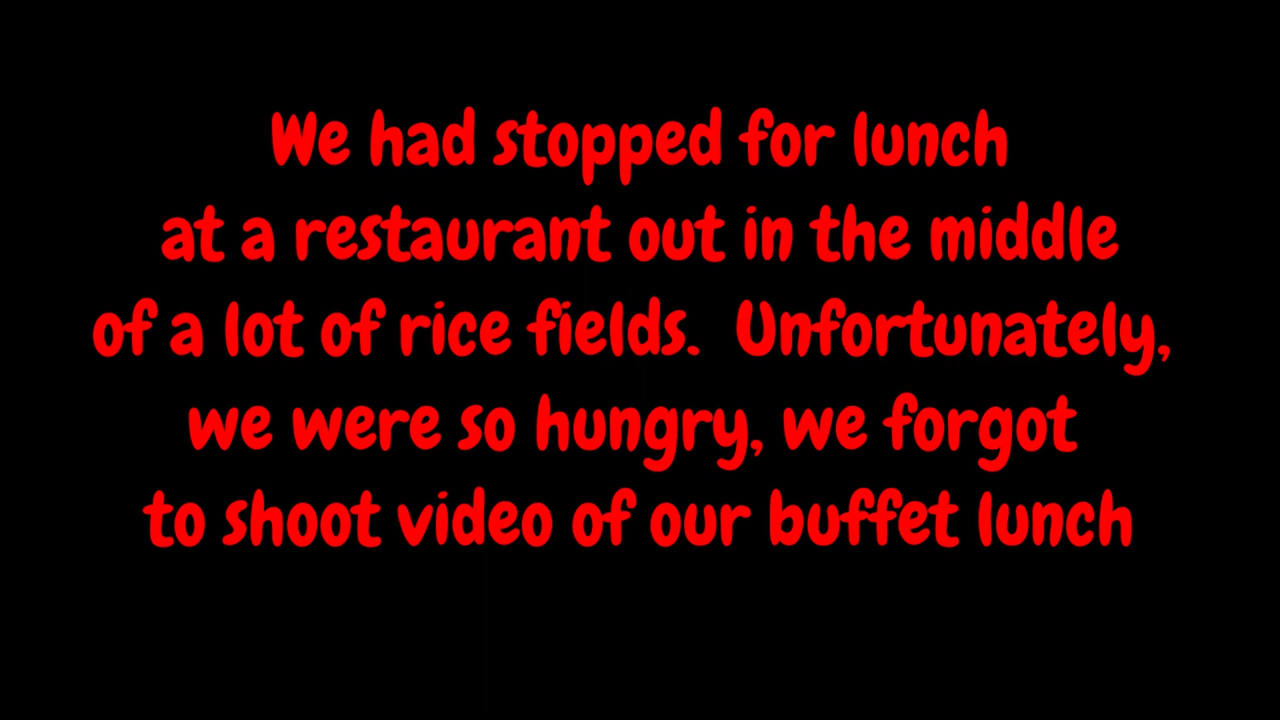 We had stopped for lunch
at a restaurant out in the middle
of a lot of rice fields.  Unfortunately,
we were so hungry, we forgot
to shoot video of our buffet lunch